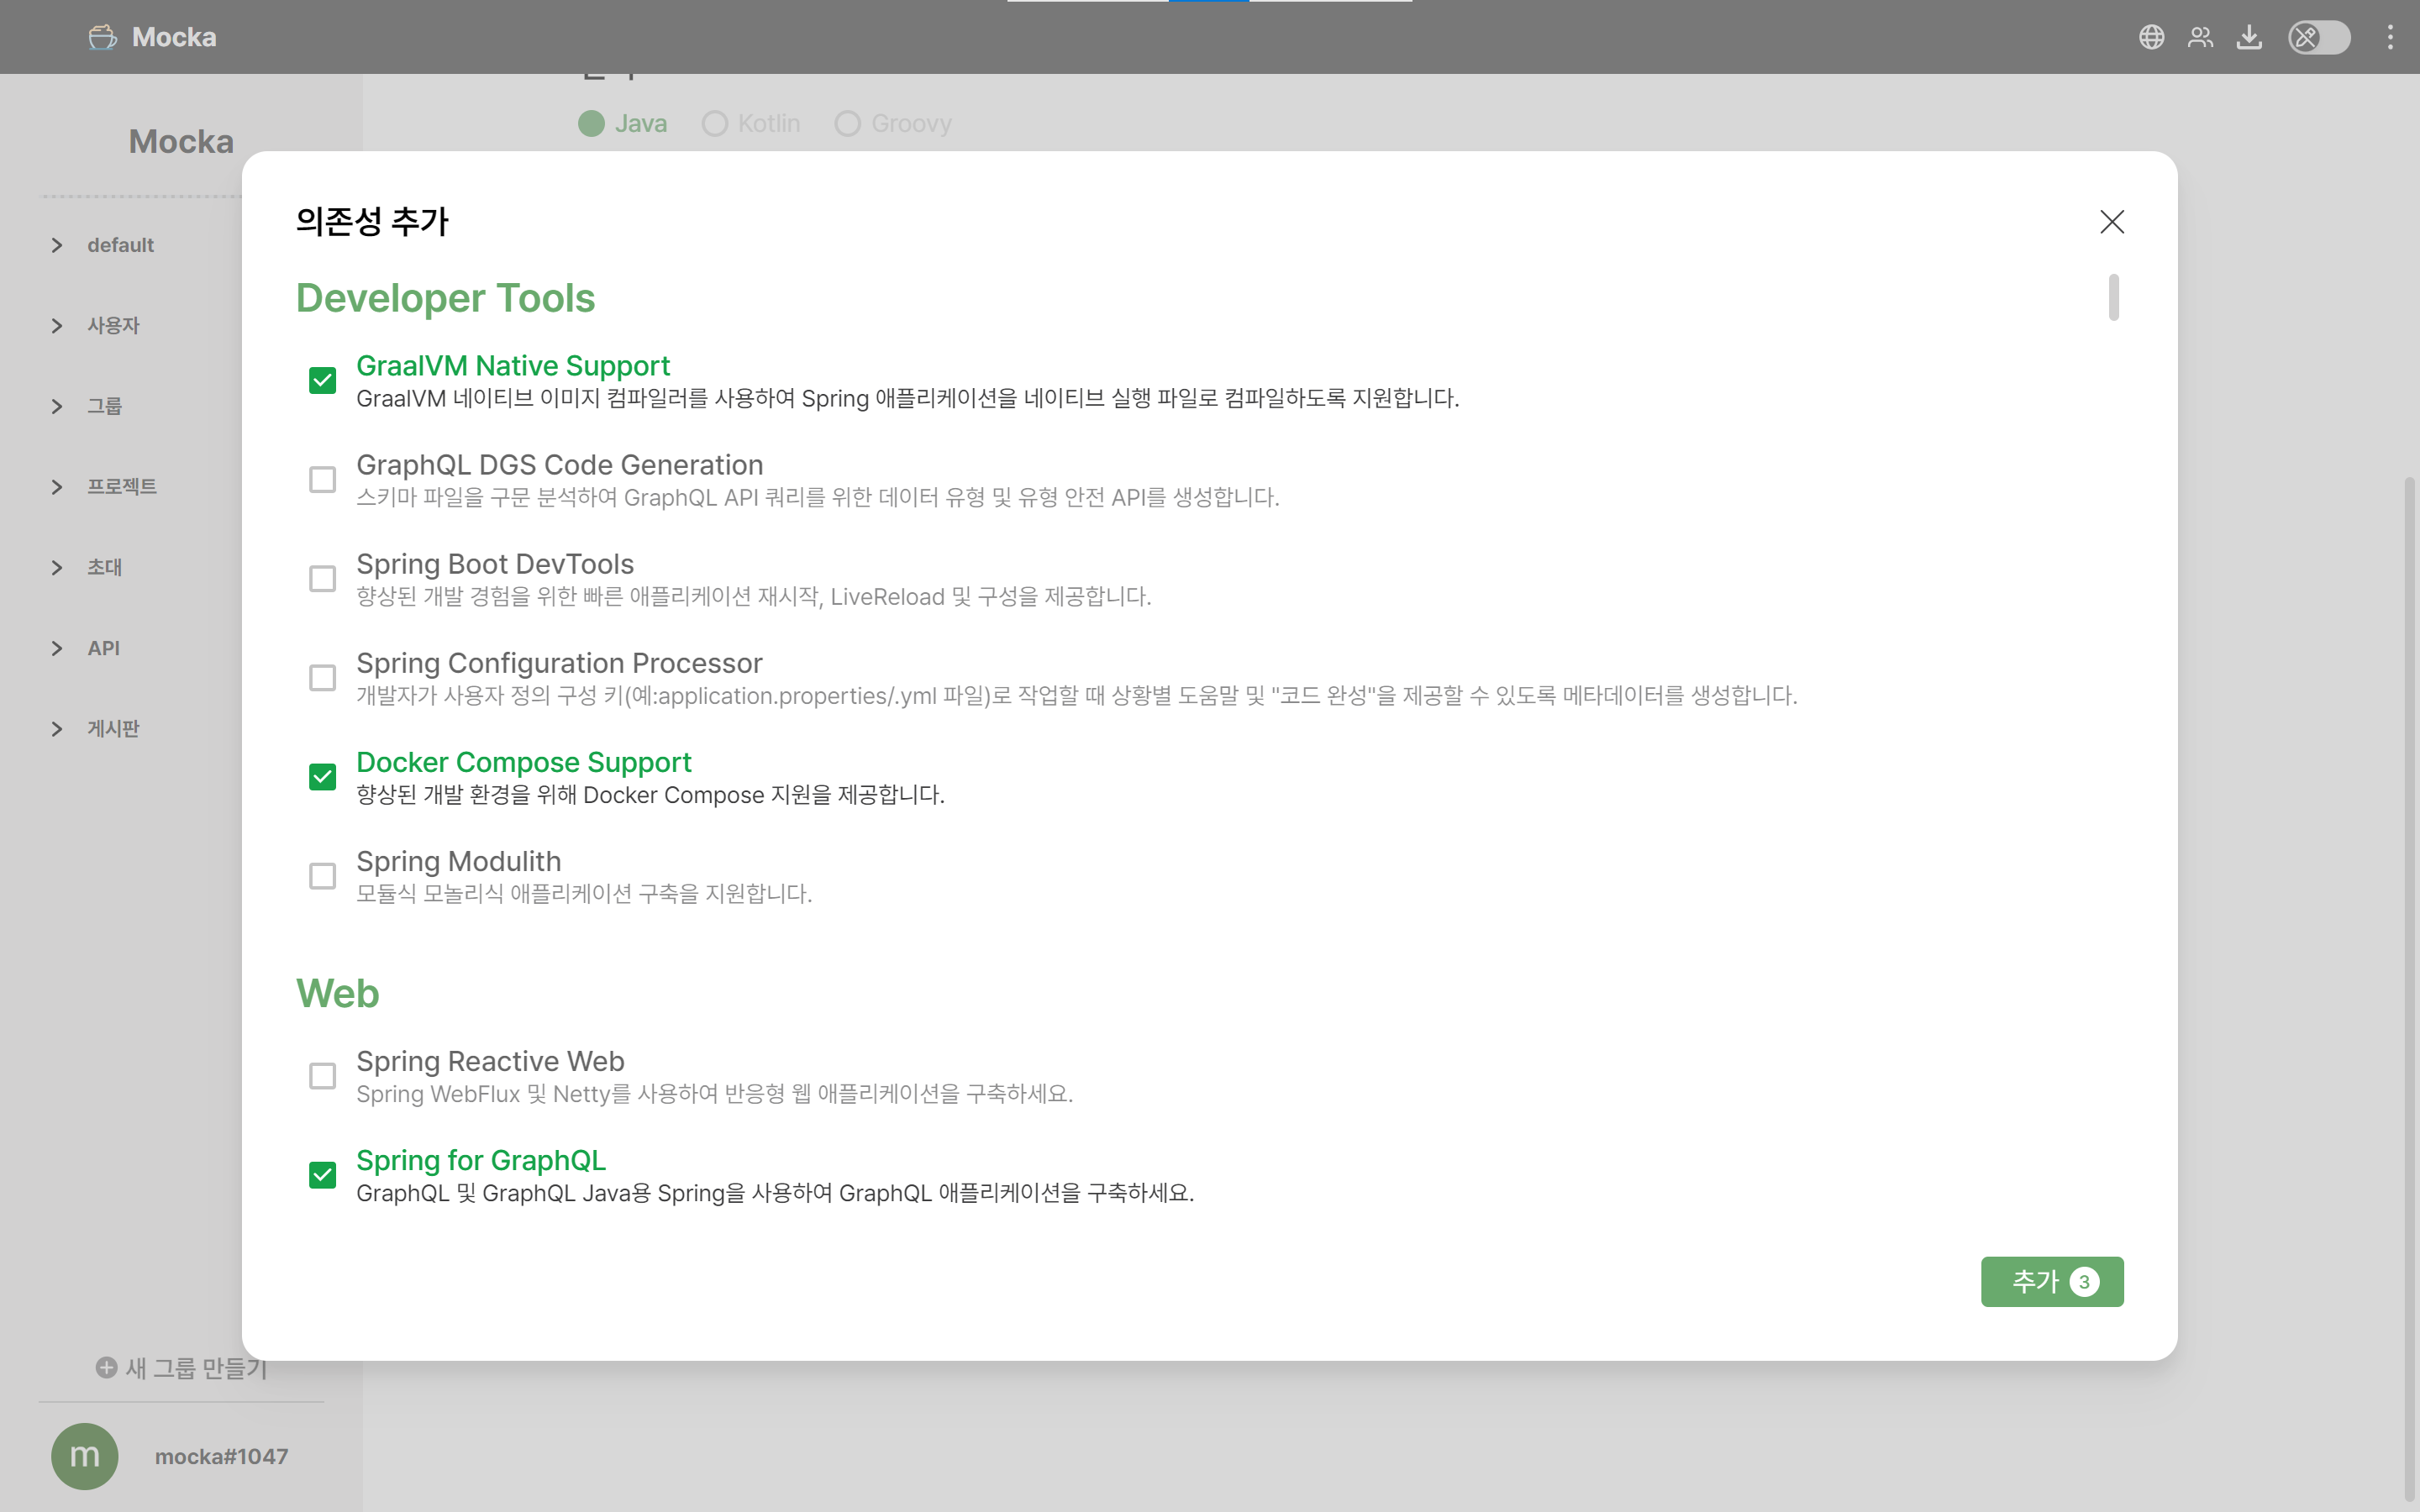 Mocka
Mocka
Java
Kotlin
Groovy
default
사용자
그룹
프로젝트
초대
API
게시판
의존성 추가
Developer Tools
GraalVM Native Support
GraalVM 네이티브 이미지 컴파일러를 사용하여 Spring 애플리케이션을 네이티브 실행 파일로 컴파일하도록 지원합니다.
GraphQL DGS Code Generation
스키마 파일을 구문 분석하여 GraphQL API 쿼리를 위한 데이터 유형 및 유형 안전 API를 생성합니다.
Spring Boot DevTools
향상된 개발 경험을 위한 빠른 애플리케이션 재시작, LiveReload 및 구성을 제공합니다.
Spring Configuration Processor
개발자가 사용자 정의 구성 키(예:application.properties/.yml 파일)로 작업할 때 상황별 도움말 및 "코드 완성"을 제공할 수 있도록 메타데이터를 생성합니다.
Docker Compose Support
향상된 개발 환경을 위해 Docker Compose 지원을 제공합니다.
Spring Modulith
모듈식 모놀리식 애플리케이션 구축을 지원합니다.
Web
Spring Reactive Web
Spring WebFlux 및 Netty를 사용하여 반응형 웹 애플리케이션을 구축하세요.
Spring for GraphQL
GraphQL 및 GraphQL Java용 Spring을 사용하여 GraphQL 애플리케이션을 구축하세요.
추가 3
새 그룹 만들기
m
mocka#1047